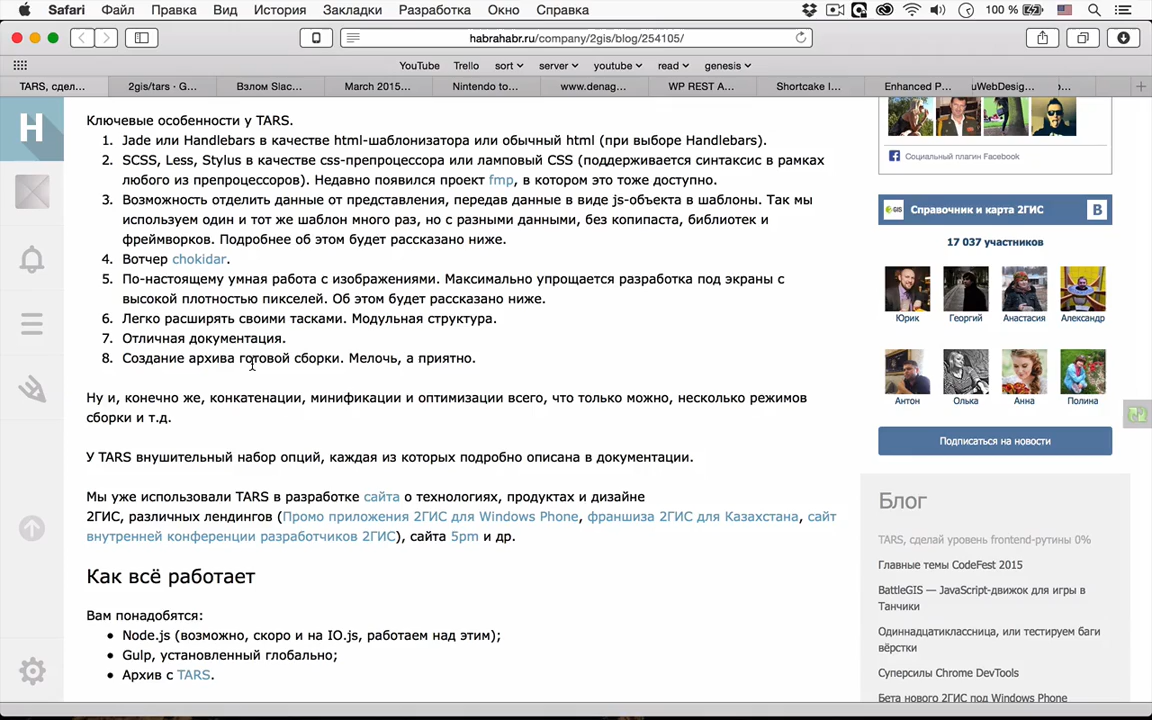 Safari Файл Правка Вид История Закладки Разработка Окно Справка 100 %
habrahabr.ru/company/2gis/blog/254105/
YouTube Trello sort server youtube read genesis
TARS, сдел... 2gis/tars · G... Взлом Slac... March 2015... Nintendo to... www.denag... WP REST A... Shortcake I... Enhanced P... uWebDesig...
H
Ключевые особенности у TARS.
1. Jade или Handlebars в качестве html-шаблонизатора или обычный html (при выборе Handlebars).
2. SCSS, Less, Stylus в качестве css-препроцессора или ламповый CSS (поддерживается синтаксис в рамках
любого из препроцессоров). Недавно появился проект fmp, в котором это тоже доступно.
3. Возможность отделить данные от представления, передав данные в виде js-объекта в шаблоны. Так мы
используем один и тот же шаблон много раз, но с разными данными, без копипаста, библиотек и
фреймворков. Подробнее об этом будет рассказано ниже.
4. Вотчер chokidar.
5. По-настоящему умная работа с изображениями. Максимально упрощается разработка под экраны с
высокой плотностью пикселей. Об этом будет рассказано ниже.
6. Легко расширять своими тасками. Модульная структура.
7. Отличная документация.
8. Создание архива готовой сборки. Мелочь, а приятно.
Ну и, конечно же, конкатенации, минификации и оптимизации всего, что только можно, несколько режимов
сборки и т.д.
У TARS внушительный набор опций, каждая из которых подробно описана в документации.
Мы уже использовали TARS в разработке сайта о технологиях, продуктах и дизайне
2ГИС, различных лендингов (Промо приложения 2ГИС для Windows Phone, франшиза 2ГИС для Казахстана, сайт
внутренней конференции разработчиков 2ГИС), сайта 5pm и др.
Как всё работает
Вам понадобятся:
• Node.js (возможно, скоро и на IO.js, работаем над этим);
• Gulp, установленный глобально;
• Архив с TARS.
Социальный плагин Facebook
Справочник и карта 2ГИС B
17 037 участников
Юрик Георгий Анастасия Александр
Антон Олька Анна Полина
Подписаться на новости
Блог
TARS, сделай уровень frontend-рутины 0%
Главные темы CodeFest 2015
BattleGIS — JavaScript-движок для игры в
Танчики
Одиннадцатиклассница, или тестируем баги
вёрстки
Суперсилы Chrome DevTools
Бета нового 2ГИС под Windows Phone